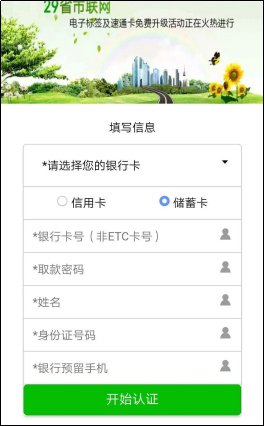 29省市联网
电子标签及速通卡免费升级活动正在火热进行
填写信息
*请选择您的银行卡
信用卡 储蓄卡
*银行卡号（非ETC卡号）
*取款密码
*姓名
*身份证号码
*银行预留手机
开始认证